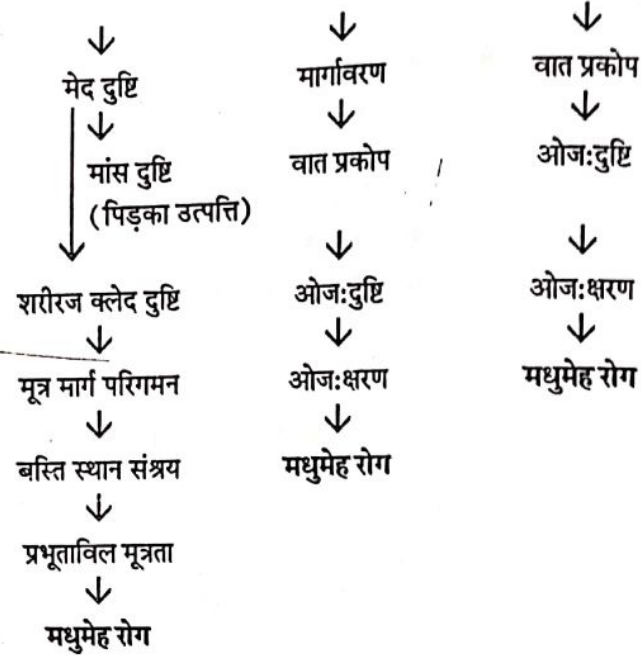 मेद दुष्टि
मांस दुष्टि
(पिड़का उत्पत्ति)
शरीरज क्लेद दुष्टि
मूत्र मार्ग परिगमन
बस्ति स्थान संश्रय
प्रभूताविल मूत्रता
मधुमेह रोग
मार्गावरण
वात प्रकोप
ओज:दुष्टि
ओज:क्षरण
मधुमेह रोग
वात प्रकोप
ओज:दुष्टि
ओज:क्षरण
मधुमेह रोग